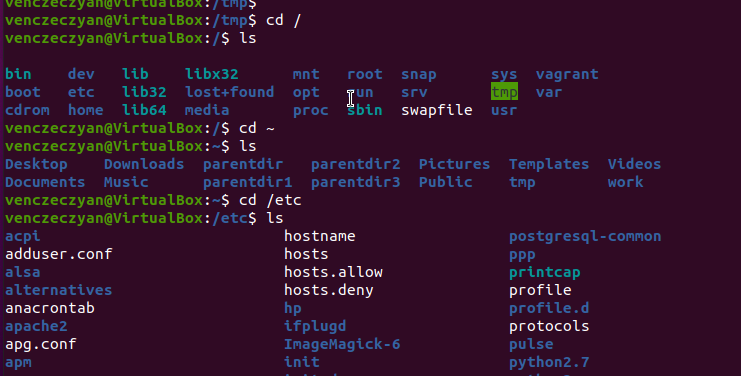 venczeczyan@VirtualBox:/tmp$
venczeczyan@VirtualBox:/tmp$ cd /
venczeczyan@VirtualBox:/$ ls
bin dev lib libx32 mnt root snap sys vagrant
boot etc lib32 lost+found opt run srv tmp var
cdrom home lib64 media proc sbin swapfile usr
venczeczyan@VirtualBox:/$ cd ~
venczeczyan@VirtualBox:~$ ls
Desktop Downloads parentdir parentdir2 Pictures Templates Videos
Documents Music parentdir1 parentdir3 Public tmp work
venczeczyan@VirtualBox:~$ cd /etc
venczeczyan@VirtualBox:/etc$ ls
acpi hostname postgresql-common
adduser.conf hosts ppp
alsa hosts.allow printcap
alternatives hosts.deny profile
anacrontab hp profile.d
apache2 ifplugd protocols
apg.conf ImageMagick-6 pulse
apm init python2.7